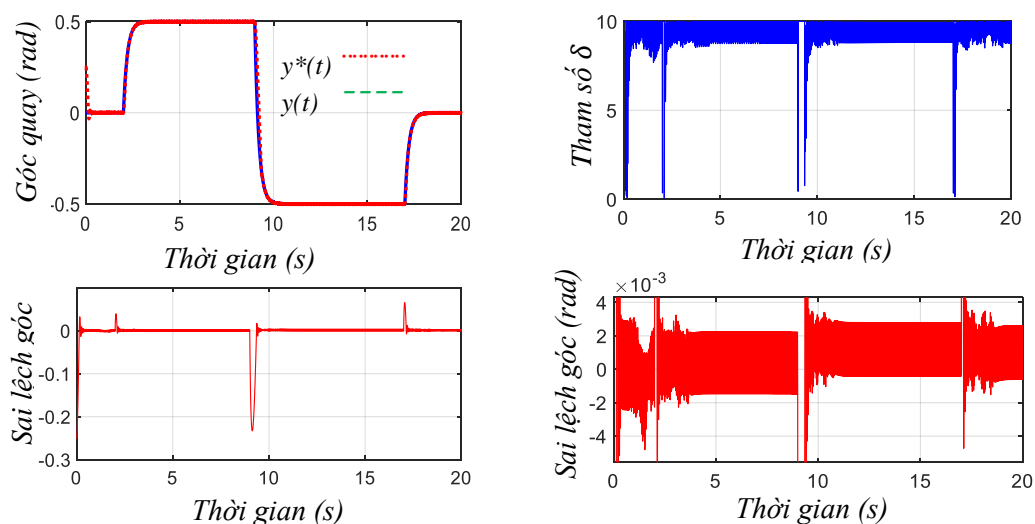 0.5
0
-0.5
Góc quay (rad)
y*(t)
y(t)
0 5 10 15 20
Thời gian (s)
10
5
0
Tham số δ
0 5 10 15 20
Thời gian (s)
0
-0.1
-0.2
-0.3
Sai lệch góc
0 5 10 15 20
Thời gian (s)
×10⁻³
4
2
0
-2
-4
Sai lệch góc (rad)
0 5 10 15 20
Thời gian (s)